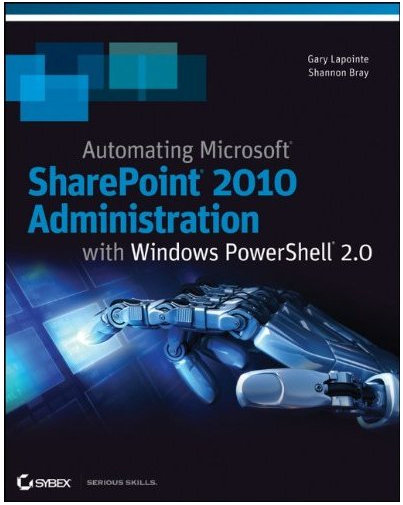 Gary Lapointe
Shannon Bray
Automating Microsoft®
SharePoint® 2010
Administration
with Windows PowerShell® 2.0
SYBEX
SERIOUS SKILLS.